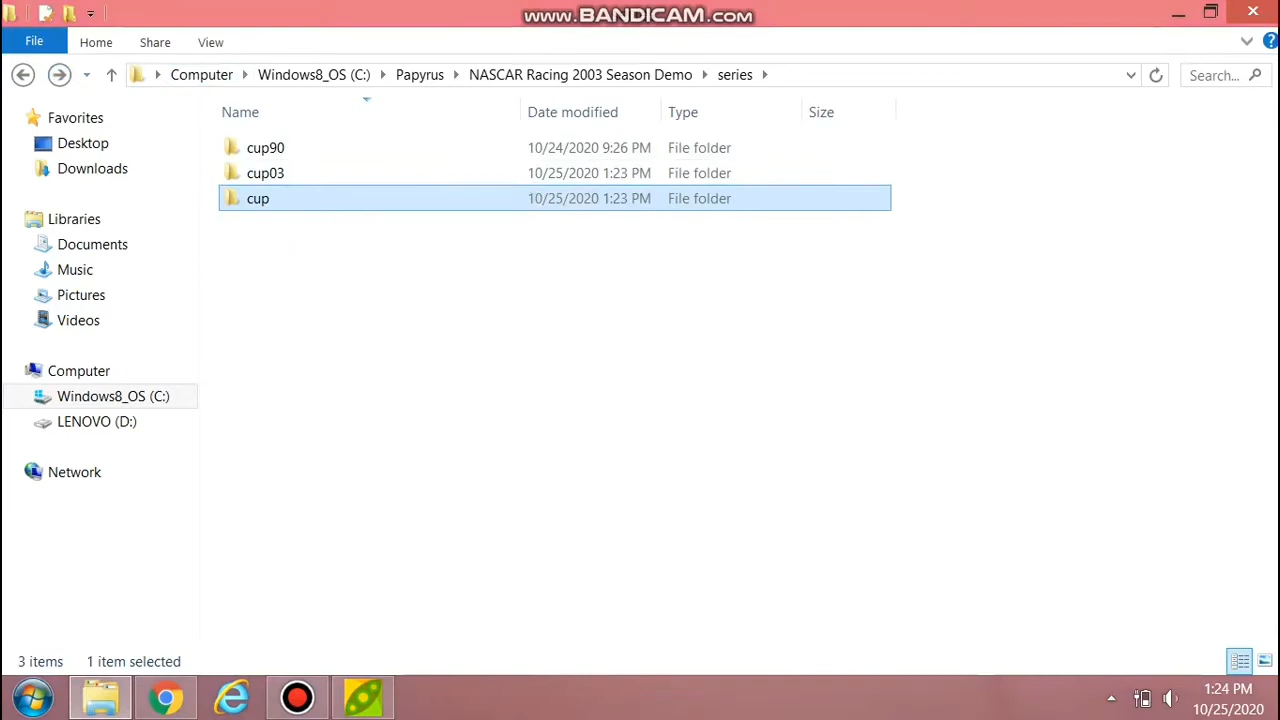 www.BANDICAM.com
File
Home
Share
View
Computer
Windows8_OS (C:)
Papyrus
NASCAR Racing 2003 Season Demo
series
Search...
Name
Date modified
Type
Size
Favorites
Desktop
Downloads
Libraries
Documents
Music
Pictures
Videos
Computer
Windows8_OS (C:)
LENOVO (D:)
Network
cup90 10/24/2020 9:26 PM File folder
cup03 10/25/2020 1:23 PM File folder
cup 10/25/2020 1:23 PM File folder
3 items 1 item selected
1:24 PM
10/25/2020